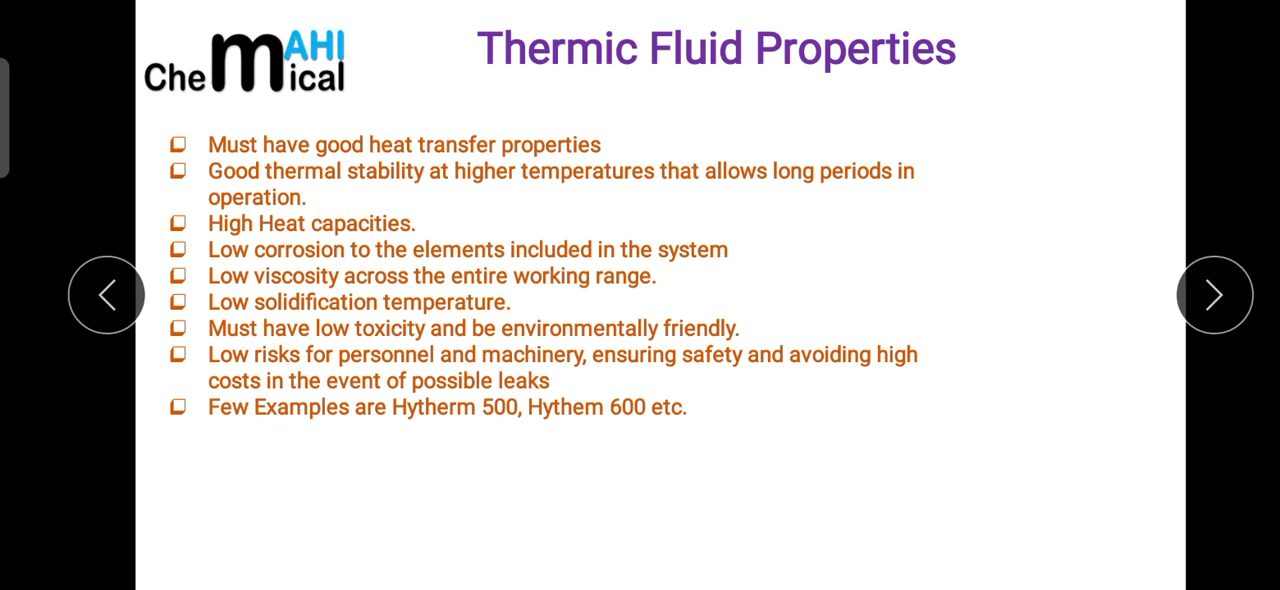 CheMical MAHI
Thermic Fluid Properties
❑ Must have good heat transfer properties
❑ Good thermal stability at higher temperatures that allows long periods in
operation.
❑ High Heat capacities.
❑ Low corrosion to the elements included in the system
❑ Low viscosity across the entire working range.
❑ Low solidification temperature.
❑ Must have low toxicity and be environmentally friendly.
❑ Low risks for personnel and machinery, ensuring safety and avoiding high
costs in the event of possible leaks
❑ Few Examples are Hytherm 500, Hythem 600 etc.